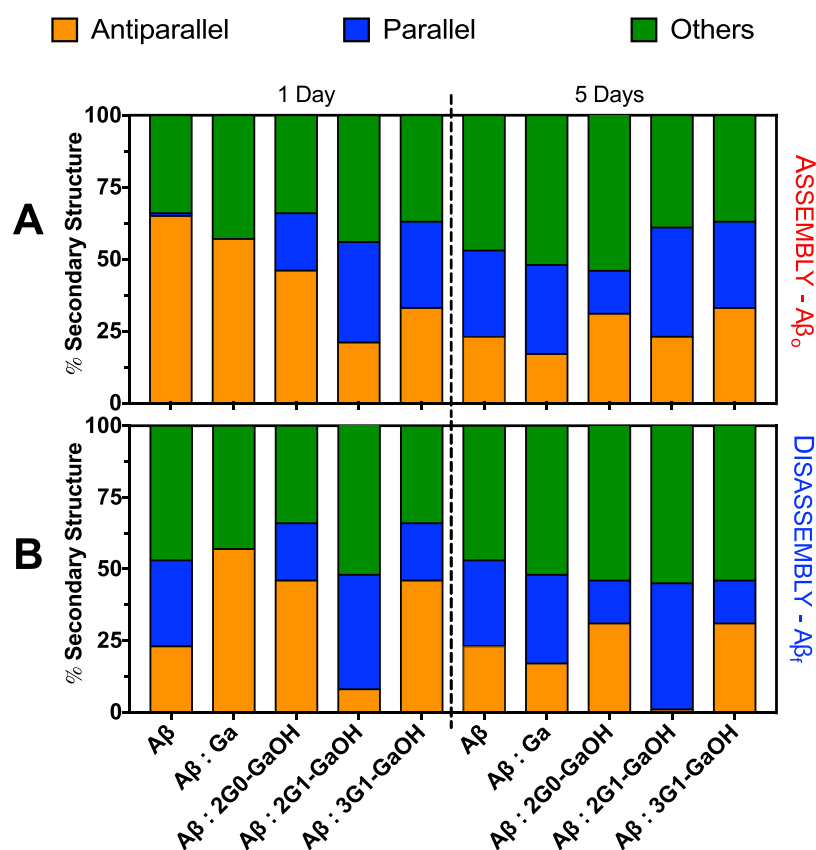 Antiparallel Parallel Others
1 Day 5 Days
A
% Secondary Structure
100
75
50
25
0
ASSEMBLY - Aβo
B
% Secondary Structure
100
75
50
25
0
DISASSEMBLY - Aβf
Aβ
Aβ : Ga
Aβ : 2G0-GaOH
Aβ : 2G1-GaOH
Aβ : 3G1-GaOH
Aβ
Aβ : Ga
Aβ : 2G0-GaOH
Aβ : 2G1-GaOH
Aβ : 3G1-GaOH